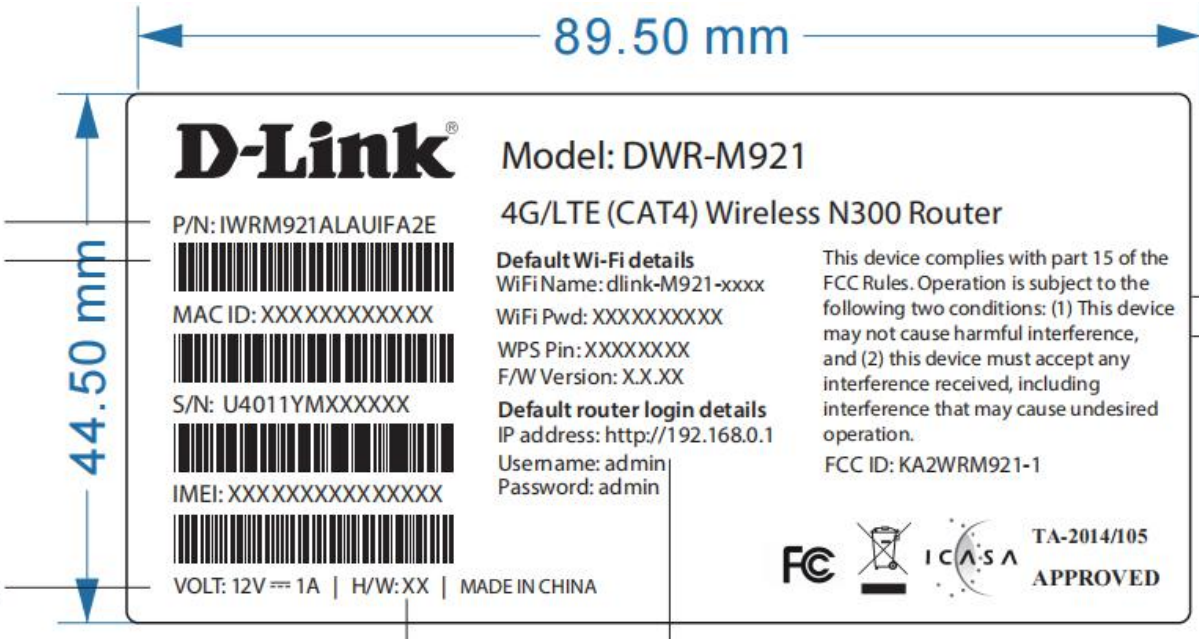 89.50 mm
44.50 mm
D-Link®
P/N: IWRM921ALAUIFA2E
MAC ID: XXXXXXXXXXXX
S/N: U4011YMXXXXXX
IMEI: XXXXXXXXXXXXXXX
VOLT: 12V ⎓ 1A | H/W: XX | MADE IN CHINA
Model: DWR-M921
4G/LTE (CAT4) Wireless N300 Router
Default Wi-Fi details
WiFi Name: dlink-M921-xxxx
WiFi Pwd: XXXXXXXXXX
WPS Pin: XXXXXXXX
F/W Version: X.X.XX
Default router login details
IP address: http://192.168.0.1
Username: admin
Password: admin
This device complies with part 15 of the
FCC Rules. Operation is subject to the
following two conditions: (1) This device
may not cause harmful interference,
and (2) this device must accept any
interference received, including
interference that may cause undesired
operation.
FCC ID: KA2WRM921-1
FC
ICASA
TA-2014/105
APPROVED